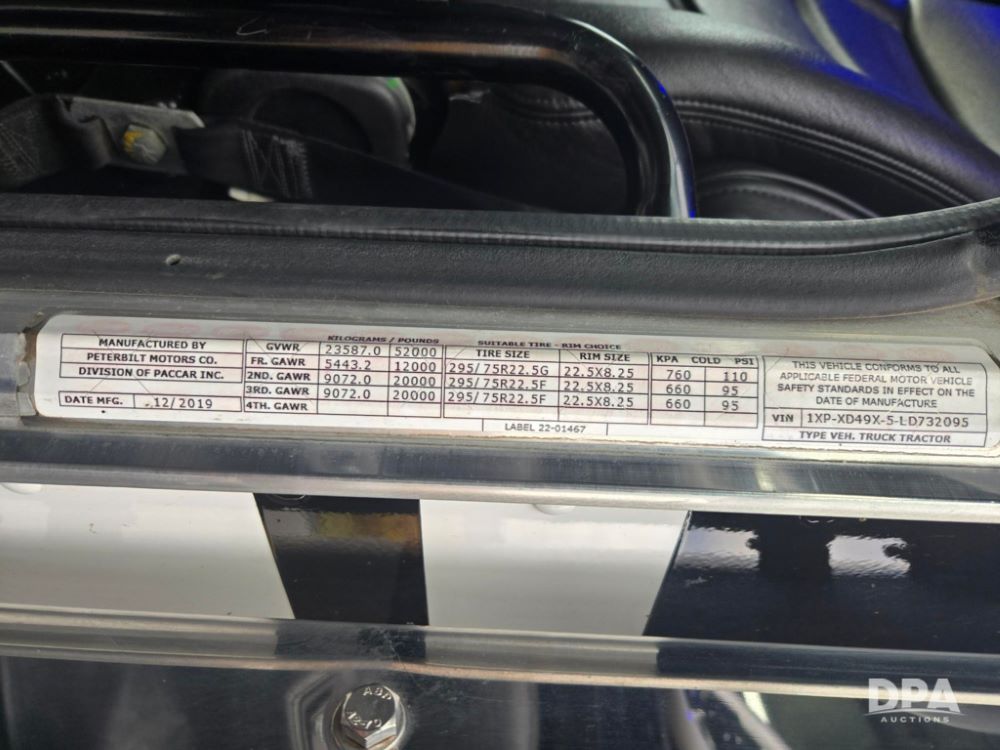 MANUFACTURED BY
PETERBILT MOTORS CO.
DIVISION OF PACCAR INC.
DATE MFG. 12/2019
KILOGRAMS / POUNDS
GVWR 23587.0 52000
FR. GAWR 5443.2 12000
2ND. GAWR 9072.0 20000
3RD. GAWR 9072.0 20000
4TH. GAWR
SUITABLE TIRE - RIM CHOICE
TIRE SIZE RIM SIZE KPA COLD PSI
295/75R22.5G 22.5X8.25 760 110
295/75R22.5F 22.5X8.25 660 95
295/75R22.5F 22.5X8.25 660 95
LABEL 22-01467
THIS VEHICLE CONFORMS TO ALL
APPLICABLE FEDERAL MOTOR VEHICLE
SAFETY STANDARDS IN EFFECT ON THE
DATE OF MANUFACTURE
VIN 1XP-XD49X-5-LD732095
TYPE VEH. TRUCK TRACTOR
DPA
AUCTIONS